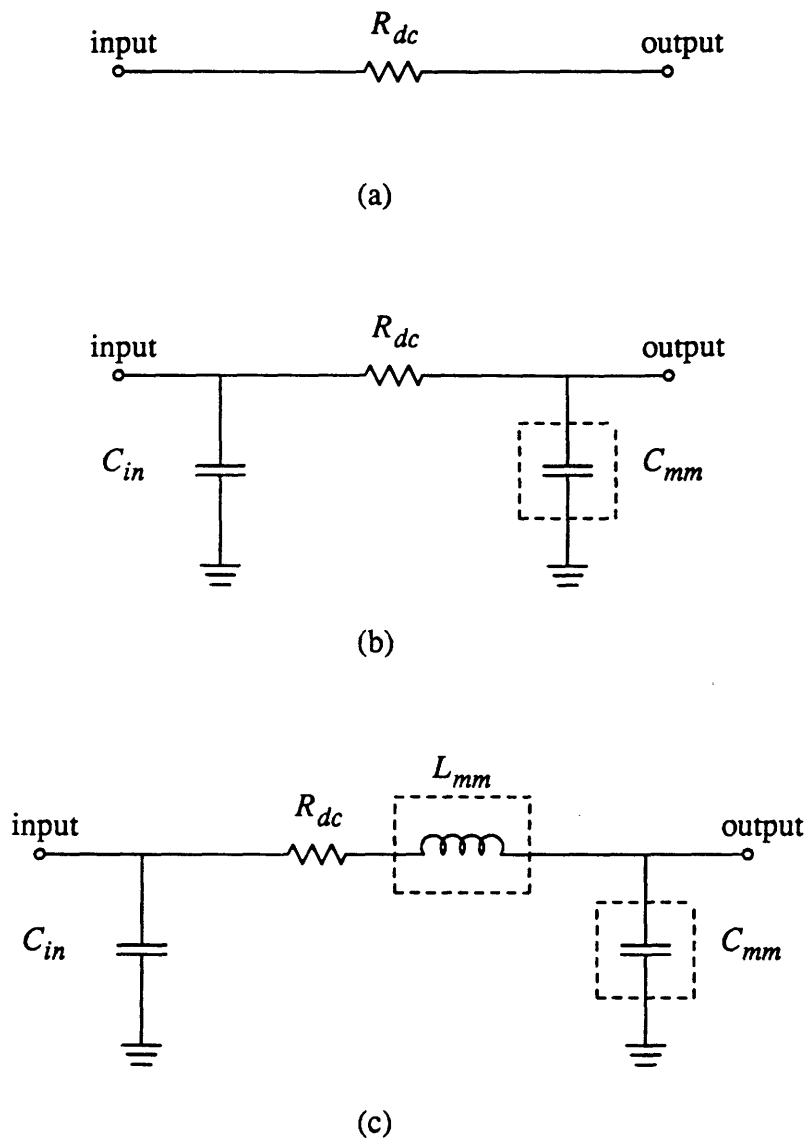 R_dc
input output
(a)
R_dc
input output
C_in C_mm
(b)
L_mm
R_dc
input output
C_in C_mm
(c)